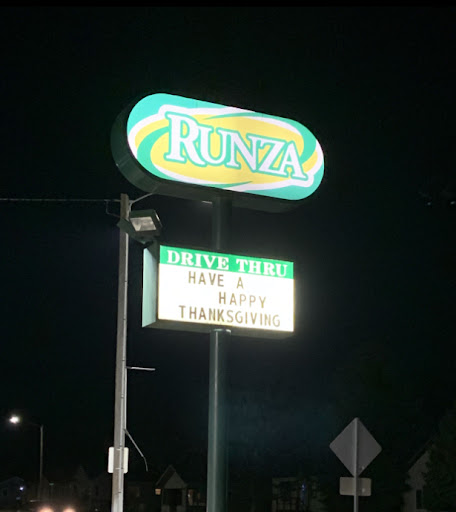 RUNZA
DRIVE THRU
HAVE A
HAPPY
THANKSGIVING